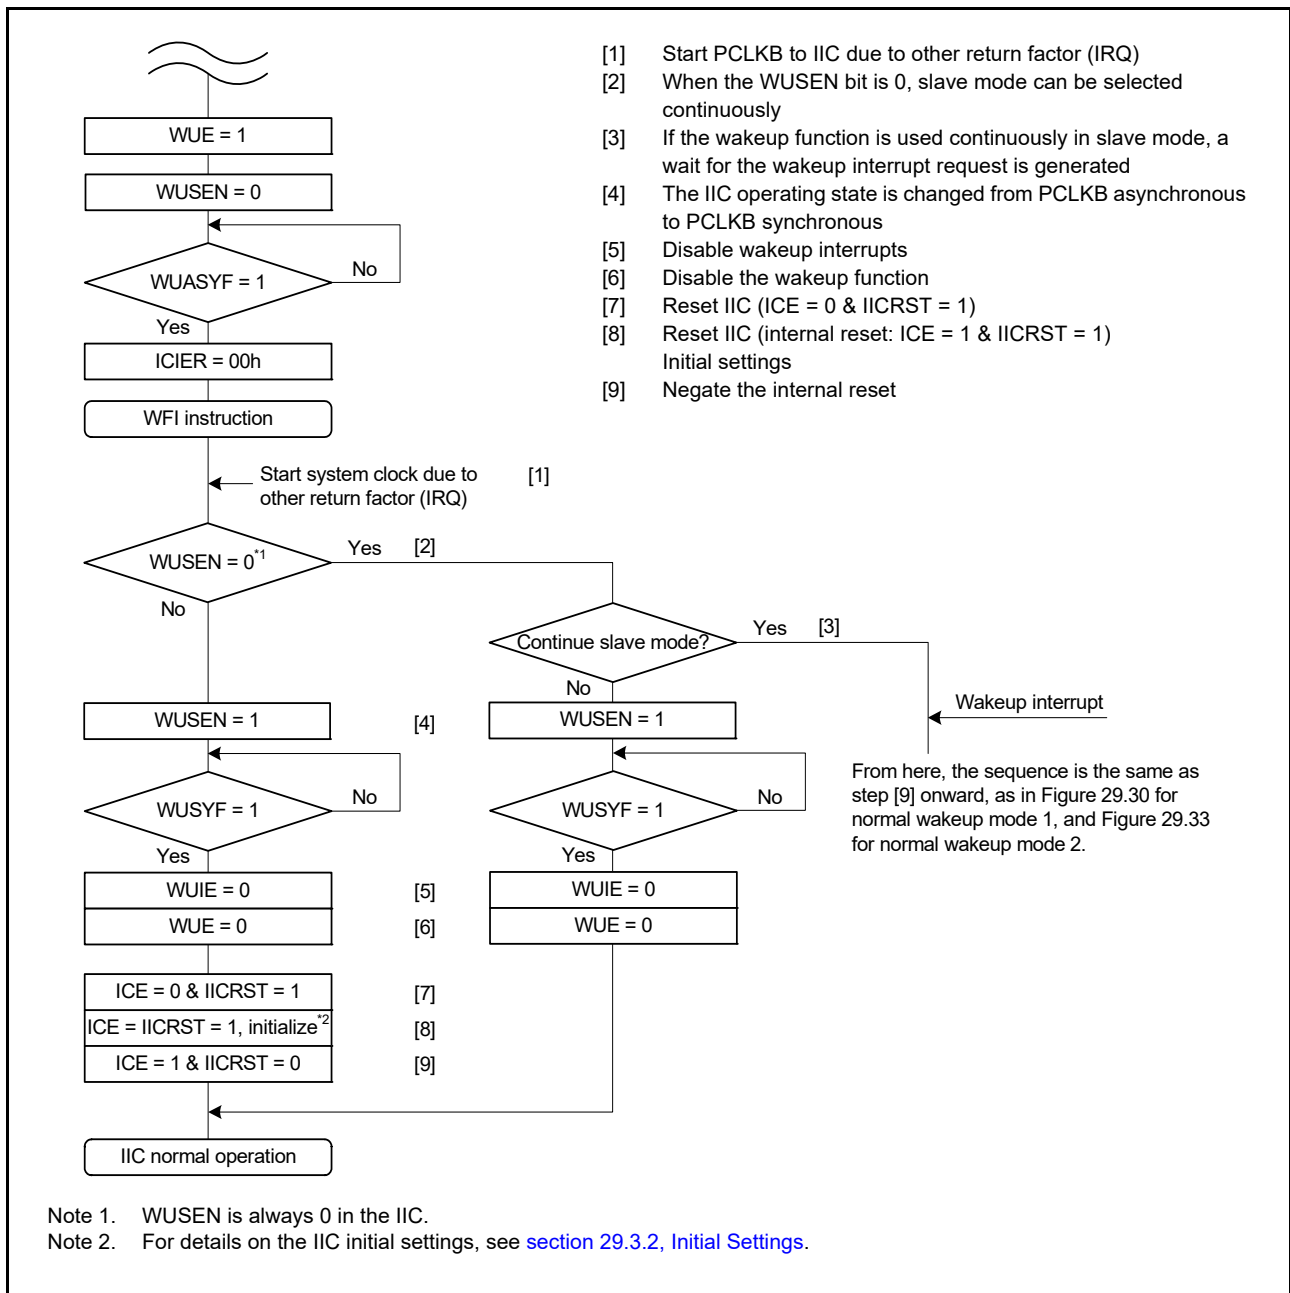 [1] Start PCLKB to IIC due to other return factor (IRQ)
[2] When the WUSEN bit is 0, slave mode can be selected
continuously
[3] If the wakeup function is used continuously in slave mode, a
wait for the wakeup interrupt request is generated
[4] The IIC operating state is changed from PCLKB asynchronous
to PCLKB synchronous
[5] Disable wakeup interrupts
[6] Disable the wakeup function
[7] Reset IIC (ICE = 0 & IICRST = 1)
[8] Reset IIC (internal reset: ICE = 1 & IICRST = 1)
Initial settings
[9] Negate the internal reset
WUE = 1
WUSEN = 0
WUASYF = 1
No
Yes
ICIER = 00h
WFI instruction
Start system clock due to [1]
other return factor (IRQ)
WUSEN = 0*1
Yes [2]
No
Continue slave mode?
Yes [3]
No
Wakeup interrupt
From here, the sequence is the same as
step [9] onward, as in Figure 29.30 for
normal wakeup mode 1, and Figure 29.33
for normal wakeup mode 2.
WUSEN = 1 [4]
WUSYF = 1
No
Yes
WUIE = 0 [5]
WUE = 0 [6]
WUSEN = 1
WUSYF = 1
No
Yes
WUIE = 0
WUE = 0
ICE = 0 & IICRST = 1 [7]
ICE = IICRST = 1, initialize*2 [8]
ICE = 1 & IICRST = 0 [9]
IIC normal operation
Note 1. WUSEN is always 0 in the IIC.
Note 2. For details on the IIC initial settings, see section 29.3.2, Initial Settings.